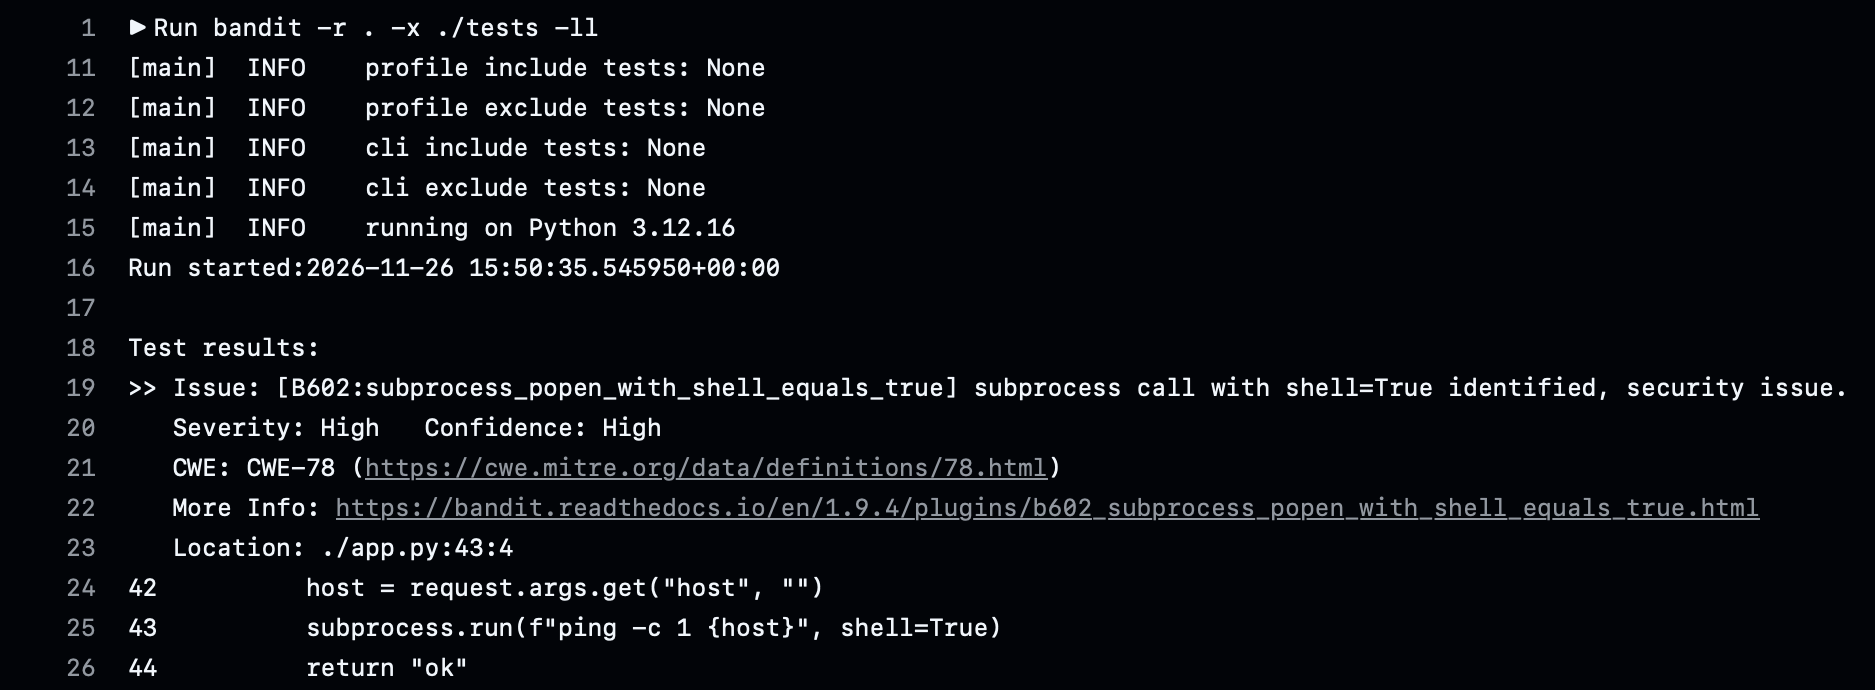 1 ▶Run bandit -r . -x ./tests -ll
11 [main]  INFO    profile include tests: None
12 [main]  INFO    profile exclude tests: None
13 [main]  INFO    cli include tests: None
14 [main]  INFO    cli exclude tests: None
15 [main]  INFO    running on Python 3.12.16
16 Run started:2026-11-26 15:50:35.545950+00:00
17
18 Test results:
19 >> Issue: [B602:subprocess_popen_with_shell_equals_true] subprocess call with shell=True identified, security issue.
20    Severity: High   Confidence: High
21    CWE: CWE-78 (https://cwe.mitre.org/data/definitions/78.html)
22    More Info: https://bandit.readthedocs.io/en/1.9.4/plugins/b602_subprocess_popen_with_shell_equals_true.html
23    Location: ./app.py:43:4
24 42          host = request.args.get("host", "")
25 43          subprocess.run(f"ping -c 1 {host}", shell=True)
26 44          return "ok"